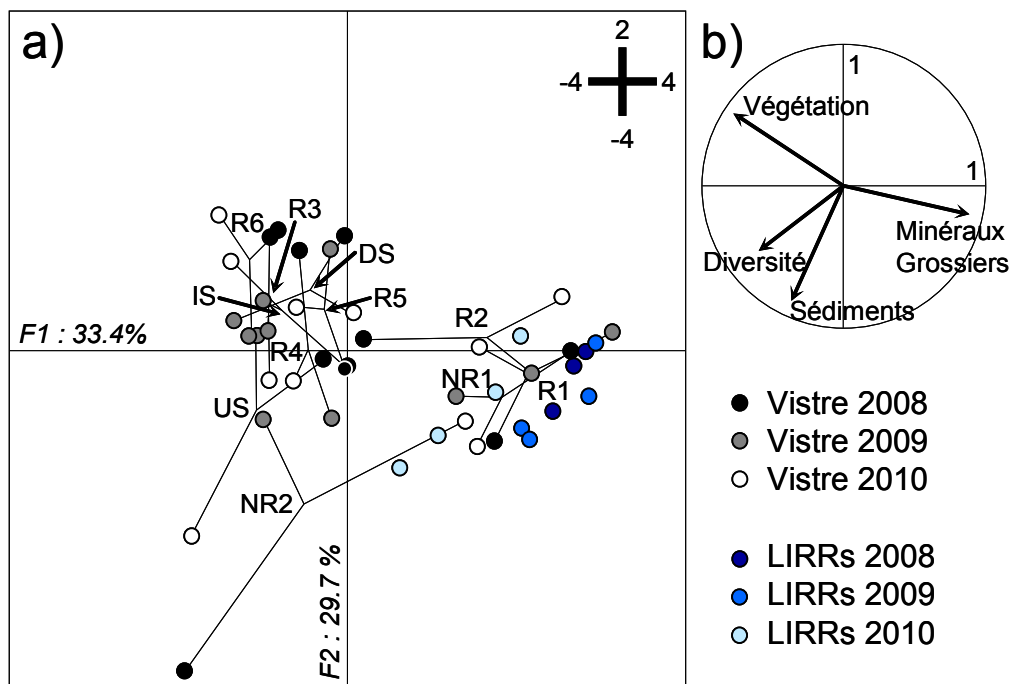 a)
2
-4
4
-4
R6
R3
DS
IS
R5
F1 : 33.4%
R4
R2
NR1
R1
US
NR2
F2 : 29.7 %
b)
1
Végétation
1
Minéraux
Grossiers
Diversité
Sédiments
Vistre 2008
Vistre 2009
Vistre 2010
LIRRs 2008
LIRRs 2009
LIRRs 2010